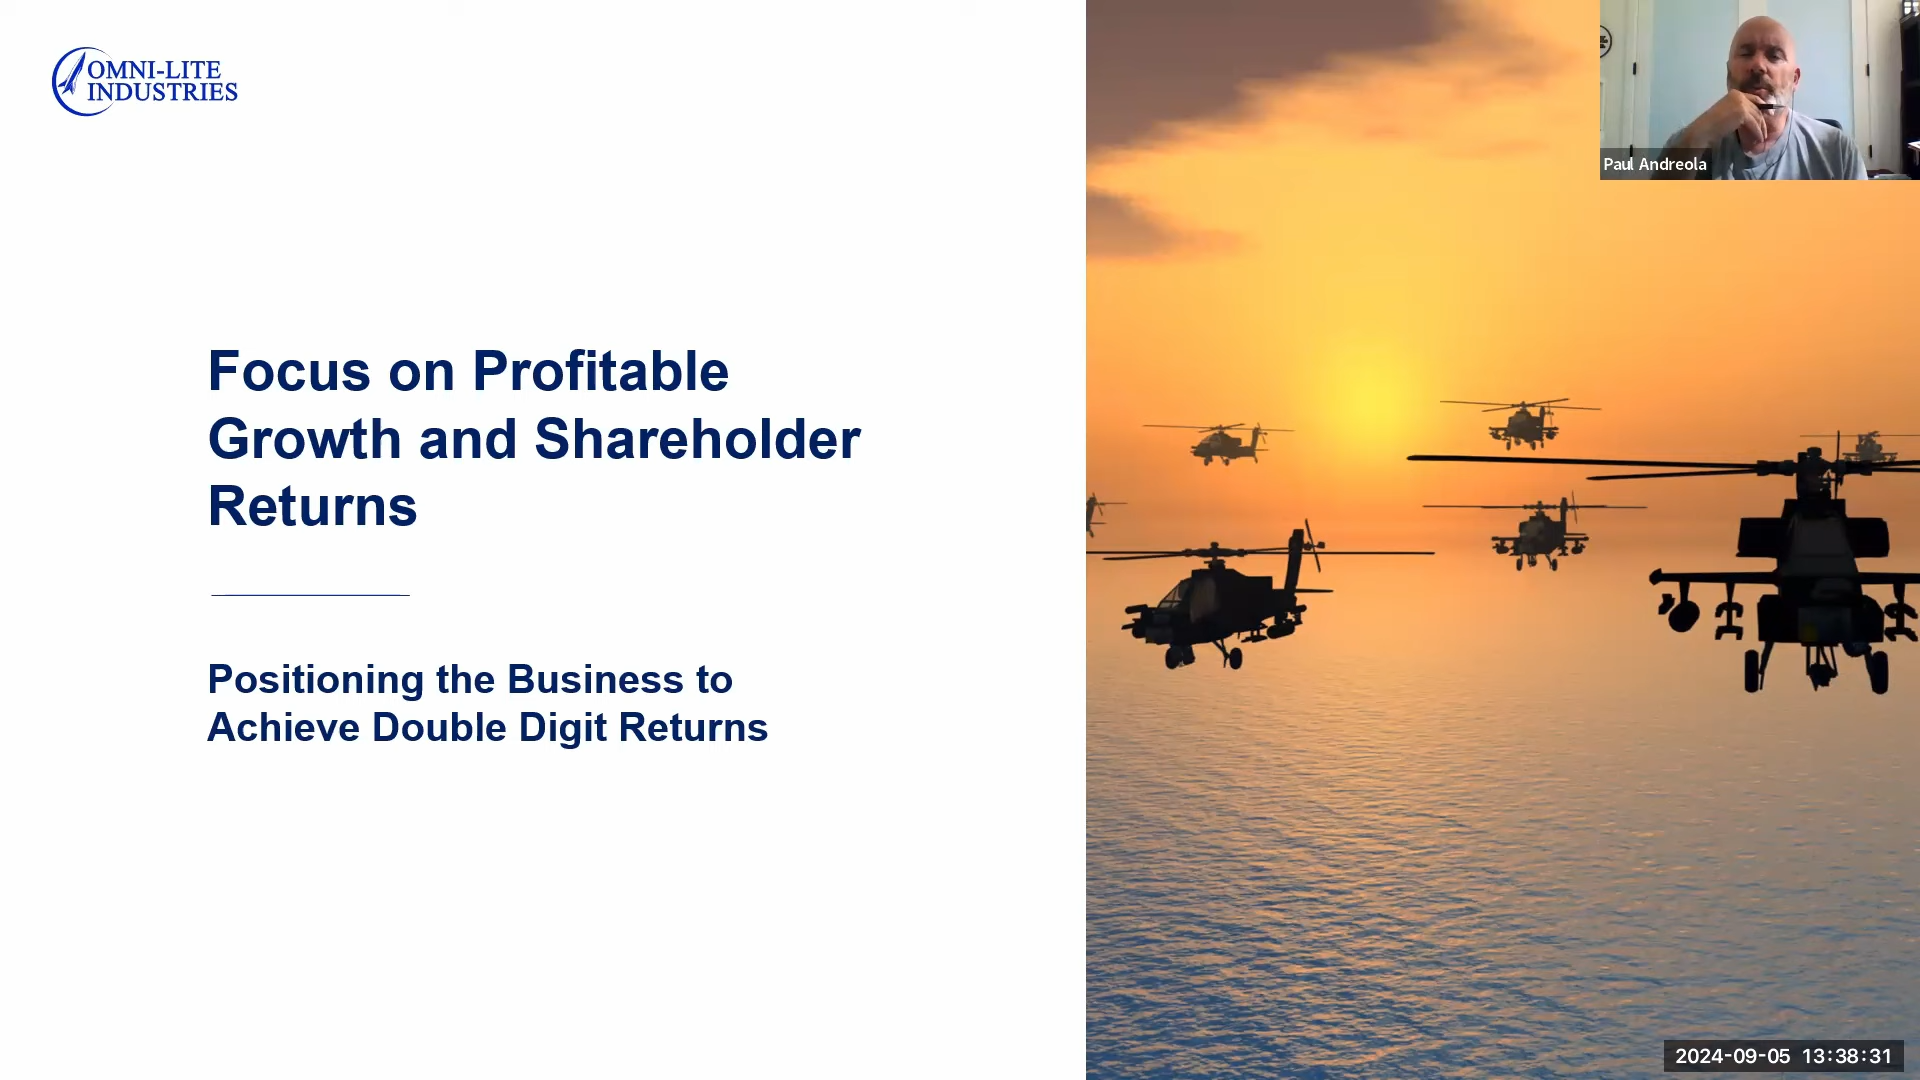 OMNI-LITE
INDUSTRIES
Paul Andreola
Focus on Profitable
Growth and Shareholder
Returns
Positioning the Business to
Achieve Double Digit Returns
2024-09-05 13:38:31